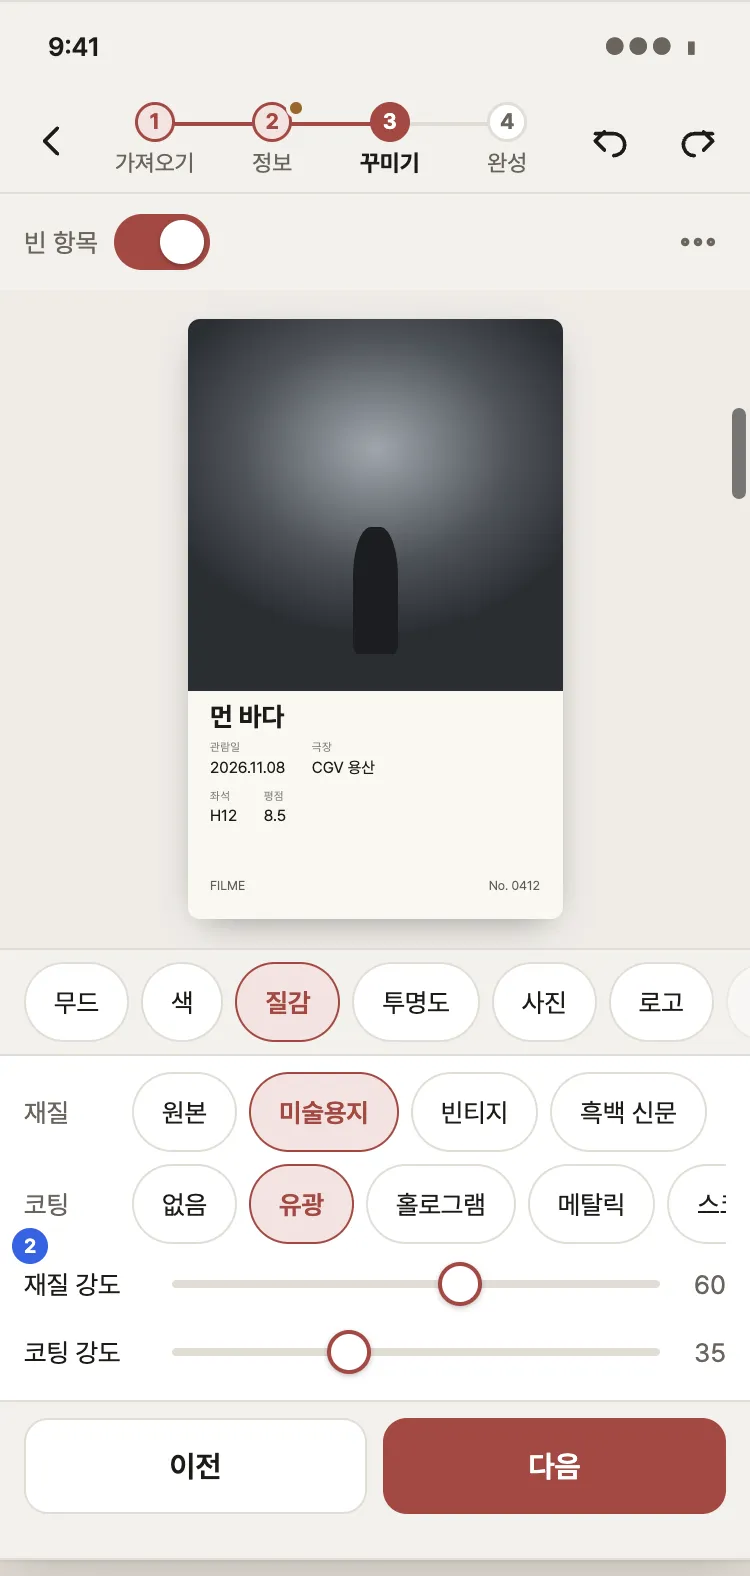 9:41
1 2 3 4
가져오기 정보 꾸미기 완성
빈 항목
먼 바다
관람일 극장
2026.11.08 CGV 용산
좌석 평점
H12 8.5
FILME No. 0412
무드 색 질감 투명도 사진 로고
재질 원본 미술용지 빈티지 흑백 신문
코팅 없음 유광 홀로그램 메탈릭
2
재질 강도 60
코팅 강도 35
이전 다음